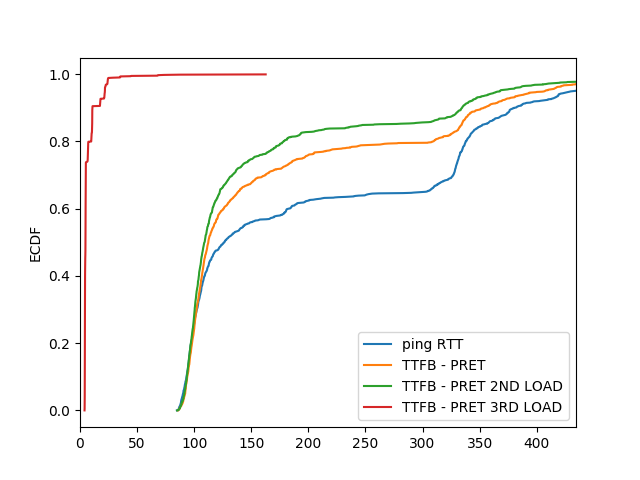 1.0
0.8
0.6
0.4
0.2
0.0
ECDF
0 50 100 150 200 250 300 350 400
ping RTT
TTFB - PRET
TTFB - PRET 2ND LOAD
TTFB - PRET 3RD LOAD